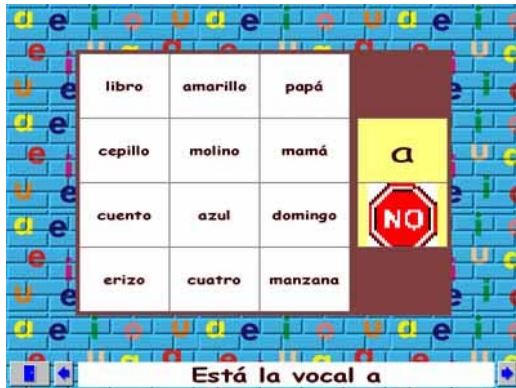 libro amarillo papá
cepillo molino mamá a
cuento azul domingo NO
erizo cuatro manzana
Está la vocal a